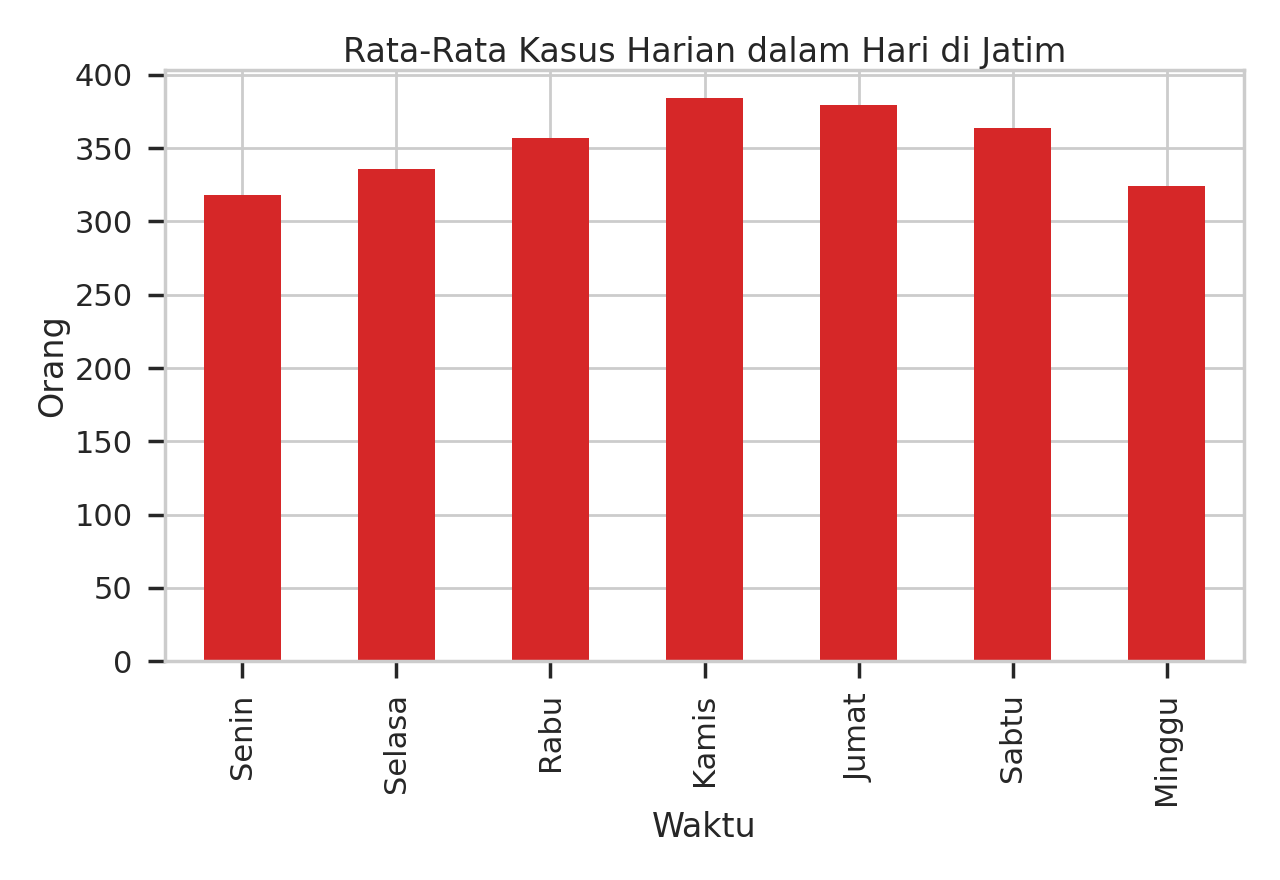 Rata-Rata Kasus Harian dalam Hari di Jatim
400
350
300
250
200
150
100
50
0
Orang
Senin
Selasa
Rabu
Kamis
Jumat
Sabtu
Minggu
Waktu